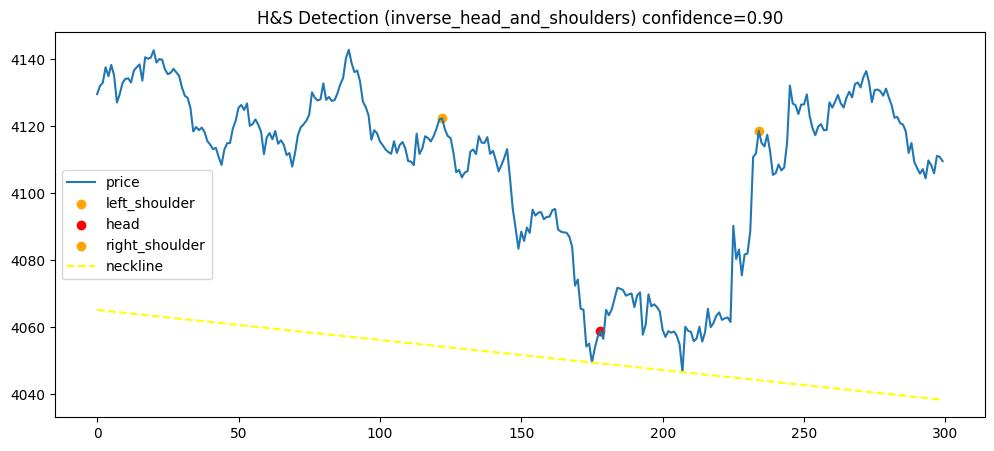 H&S Detection (inverse_head_and_shoulders) confidence=0.90
4140
4120
4100
4080
4060
4040
price
left_shoulder
head
right_shoulder
neckline
0
50
100
150
200
250
300